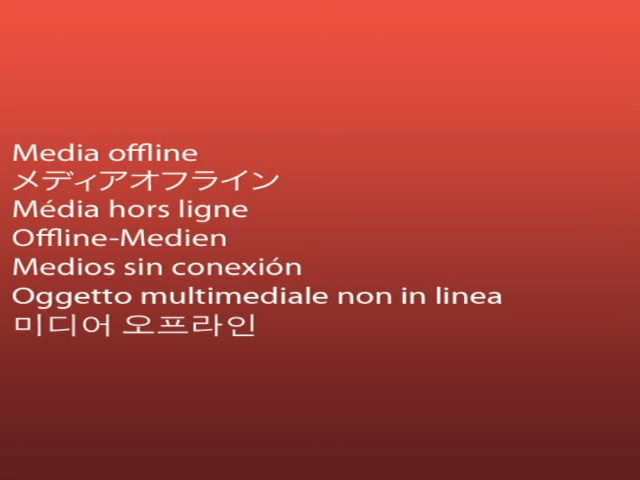 Media offline
メディアオフライン
Média hors ligne
Offline-Medien
Medios sin conexión
Oggetto multimediale non in linea
미디어 오프라인